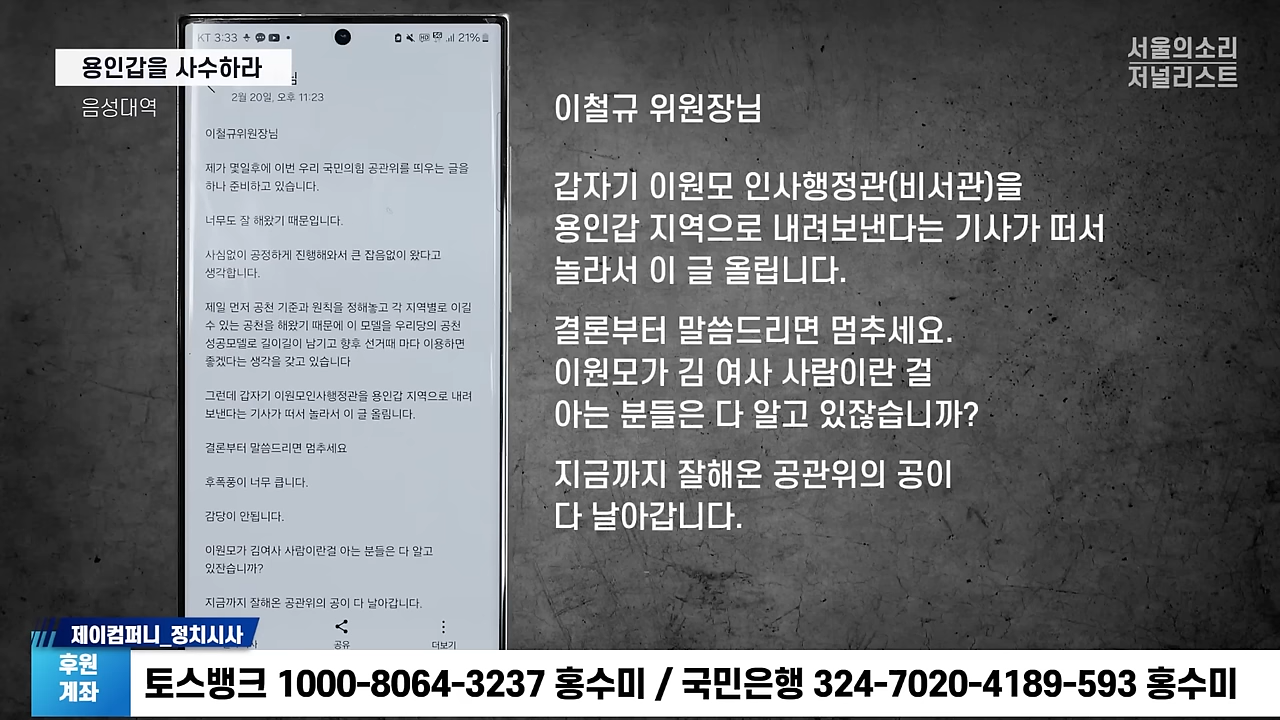 KT 3:33
21%
용인갑을 사수하라
님
음성대역
2월 20일, 오후 11:23
이철규위원장님
제가 몇일후에 이번 우리 국민의힘 공관위를 띄우는 글을
하나 준비하고 있습니다.
너무도 잘 해왔기 때문입니다.
사심없이 공정하게 진행해와서 큰 잡음없이 왔다고
생각합니다.
제일 먼저 공천 기준과 원칙을 정해놓고 각 지역별로 이길
수 있는 공천을 해왔기 때문에 이 모델을 우리당의 공천
성공모델로 길이길이 남기고 향후 선거때 마다 이용하면
좋겠다는 생각을 갖고 있습니다
그런데 갑자기 이원모인사행정관을 용인갑 지역으로 내려
보낸다는 기사가 떠서 놀라서 이 글 올림니다.
결론부터 말씀드리면 멈추세요
후폭풍이 너무 큽니다.
감당이 안됩니다.
이원모가 김여사 사람이란걸 아는 분들은 다 알고
있잔습니까?
지금까지 잘해온 공관위의 공이 다 날아갑니다.
공유
더보기
서울의소리
저널리스트
이철규 위원장님
갑자기 이원모 인사행정관(비서관)을
용인갑 지역으로 내려보낸다는 기사가 떠서
놀라서 이 글 올립니다.
결론부터 말씀드리면 멈추세요.
이원모가 김 여사 사람이란 걸
아는 분들은 다 알고 있잖습니까?
지금까지 잘해온 공관위의 공이
다 날아갑니다.
제이컴퍼니_정치시사
후원
계좌
토스뱅크 1000-8064-3237 홍수미 / 국민은행 324-7020-4189-593 홍수미